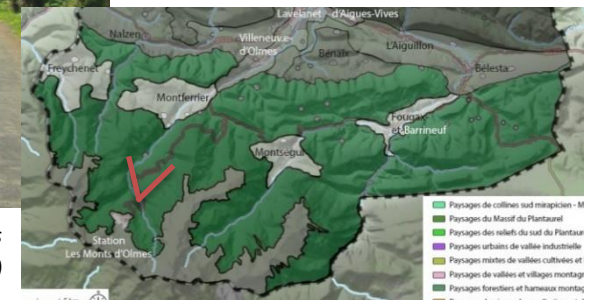 Lavelanet - d'Aigues-Vives
Nalzen
Villeneuve-
d'Olmes
Bénaix
L'Aiguillon
Bélesta
Freychenet
Montferrier
Fougax-
et-Barrineuf
Montségur
Station
Les Monts d'Olmes
Paysages de collines sud mirapicien - M
Paysages du Massif du Plantaurel
Paysages des reliefs du sud du Plantaur
Paysages urbains de vallée industrielle
Paysages mixtes de vallées cultivées et
Paysages de vallées et villages montagn
Paysages forestiers et hameaux montag